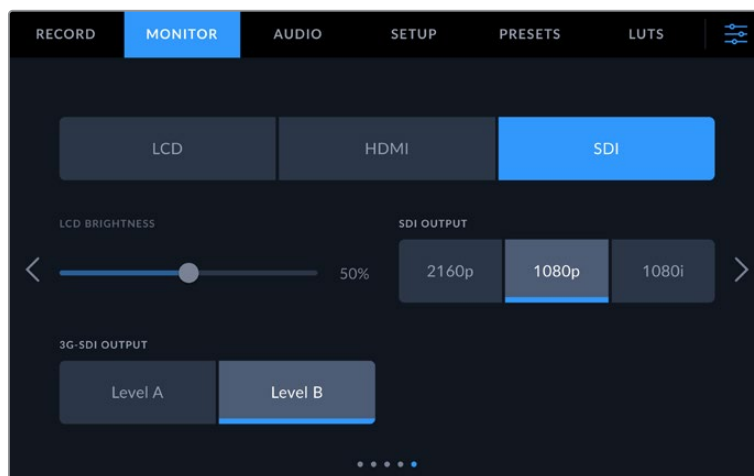 RECORD MONITOR AUDIO SETUP PRESETS LUTS
LCD HDMI SDI
LCD BRIGHTNESS SDI OUTPUT
50% 2160p 1080p 1080i
3G-SDI OUTPUT
Level A Level B